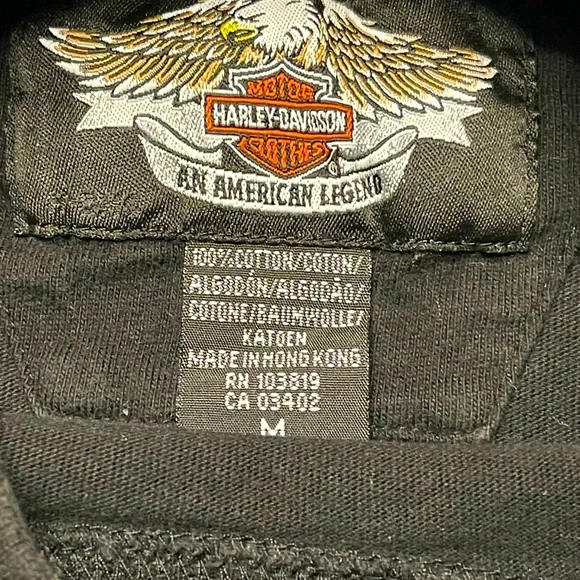 MOTOR
HARLEY-DAVIDSON
CLOTHES
®
AN AMERICAN LEGEND
100%COTTON/COTON/
ALGODÓN/ALGODÃO/
COTONE/BAUMWOLLE/
KATOEN
MADE IN HONG KONG
RN 103819
CA 03402
M